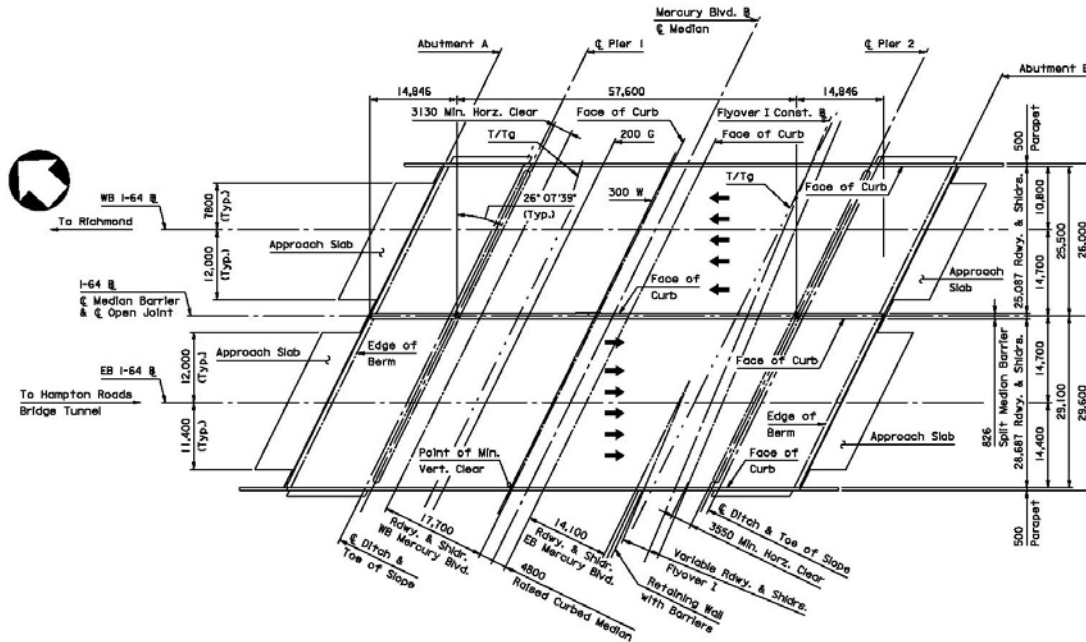 Mercury Blvd. ⅊
℄ Median
Abutment A
℄ Pier 1
℄ Pier 2
Abutment B
14,846
57,600
14,846
3130 Min. Horz. Clear
Face of Curb
Flyover I Const. ⅊
T/Tg
200 G
Face of Curb
500
Parapet
T/Tg
Face of Curb
WB I-64 ⅊
To Richmond
7800
(Typ.)
26° 07'39"
(Typ.)
300 W
12,000
(Typ.)
Approach Slab
Approach
Slab
25,087 Rdwy. & Shldrs.
10,800
14,700
25,500
26,000
I-64 ⅊
℄ Median Barrier
& ℄ Open Joint
Face of
Curb
Approach Slab
Edge of
Berm
Face of Curb
EB I-64 ⅊
12,000
(Typ.)
To Hampton Roads
Bridge Tunnel
11,400
(Typ.)
Edge of
Berm
Approach Slab
826
Split Median Barrier
28,687 Rdwy. & Shldrs.
14,700
14,400
29,100
29,600
Point of Min.
Vert. Clear
Face of
Curb
500
Parapet
℄ Ditch &
Toe of Slope
17,700
Rdwy. & Shldr.
WB Mercury Blvd.
4800
Raised Curbed Median
14,100
Rdwy. & Shldr.
EB Mercury Blvd.
Retaining Wall
with Barriers
Variable Rdwy. & Shldrs.
Flyover I
3550 Min. Horz. Clear
℄ Ditch & Toe of Slope